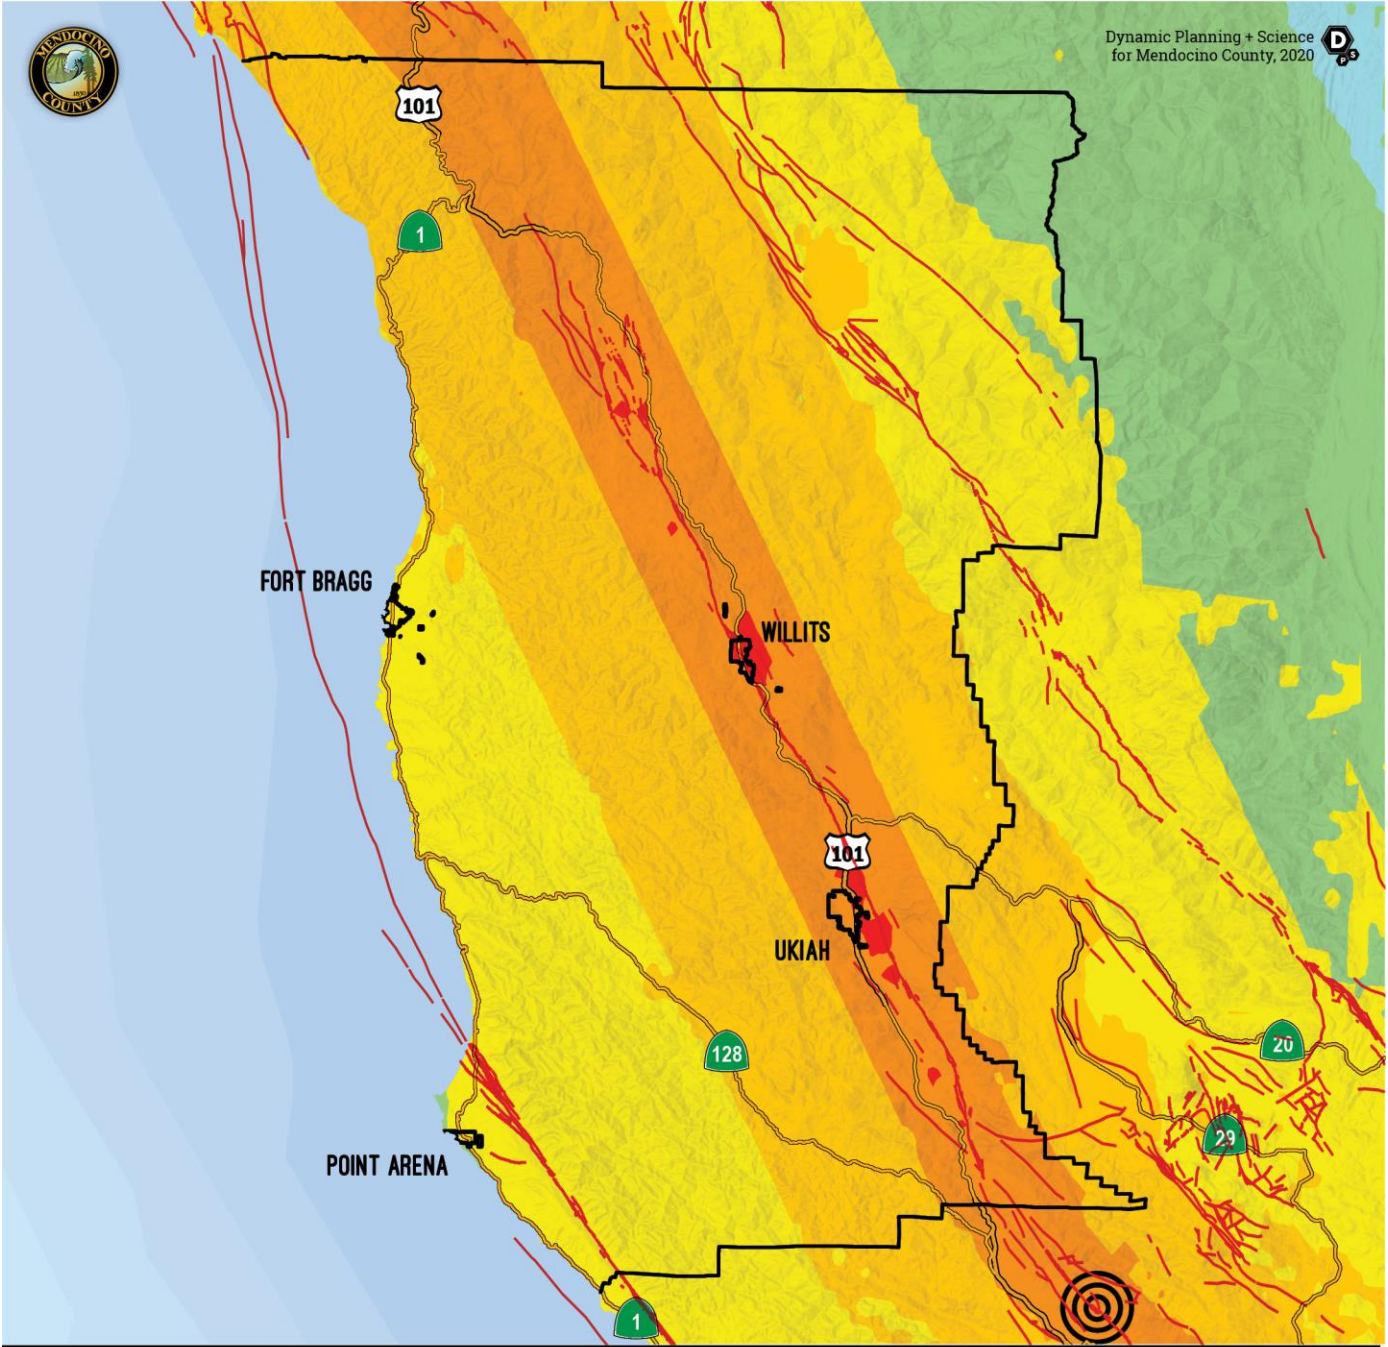 MENDOCINO
COUNTY
Dynamic Planning + Science
for Mendocino County, 2020
D
P
S
101
1
FORT BRAGG
WILLITS
101
UKIAH
128
20
29
POINT ARENA
1